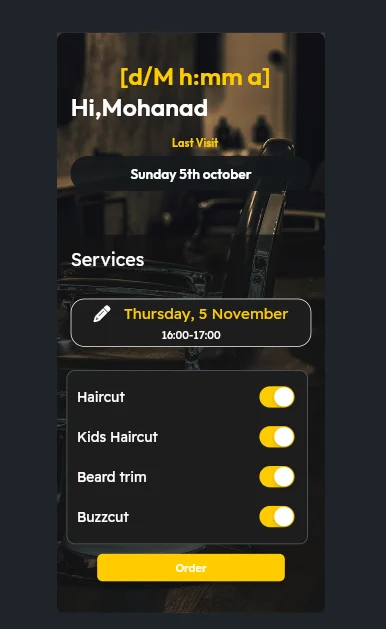 [d/M h:mm a]
Hi,Mohanad
Last Visit
Sunday 5th october
Services
Thursday, 5 November
16:00-17:00
Haircut
Kids Haircut
Beard trim
Buzzcut
Order